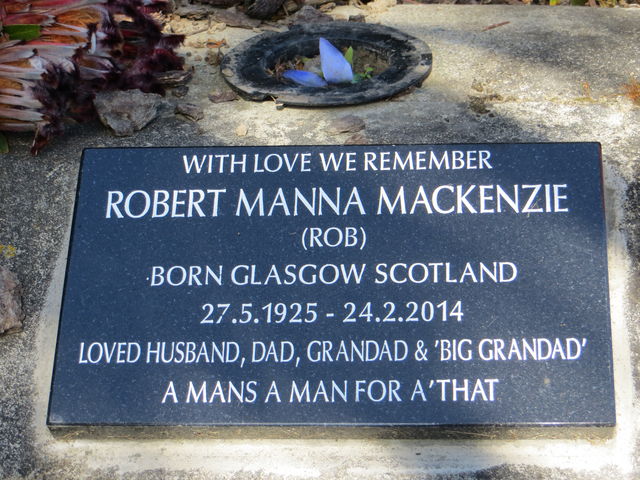 WITH LOVE WE REMEMBER
ROBERT MANNA MACKENZIE
(ROB)
BORN GLASGOW SCOTLAND
27.5.1925 - 24.2.2014
LOVED HUSBAND, DAD, GRANDAD & 'BIG GRANDAD'
A MANS A MAN FOR A'THAT